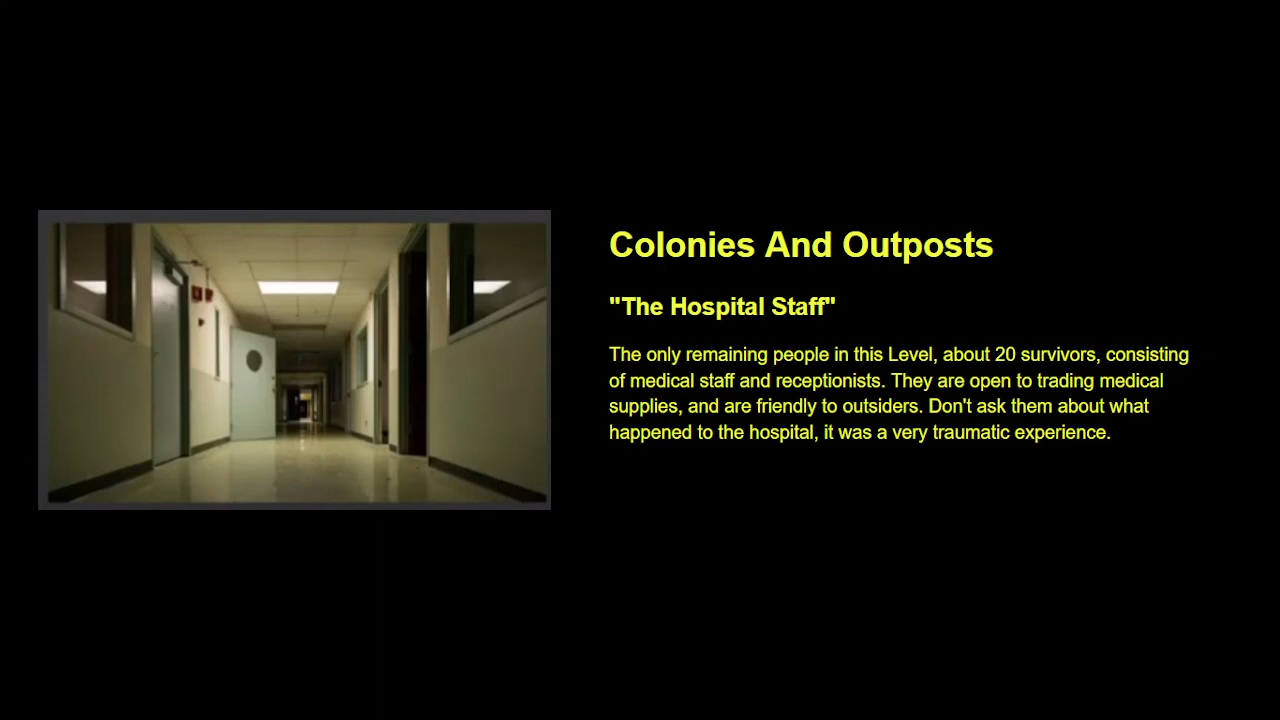 Colonies And Outposts
"The Hospital Staff"
The only remaining people in this Level, about 20 survivors, consisting
of medical staff and receptionists. They are open to trading medical
supplies, and are friendly to outsiders. Don't ask them about what
happened to the hospital, it was a very traumatic experience.